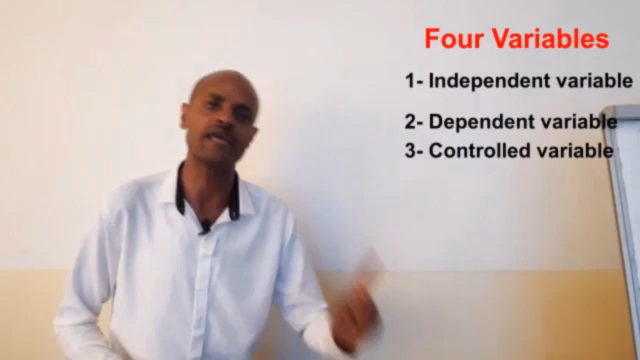 Four Variables
1- Independent variable
2- Dependent variable
3- Controlled variable